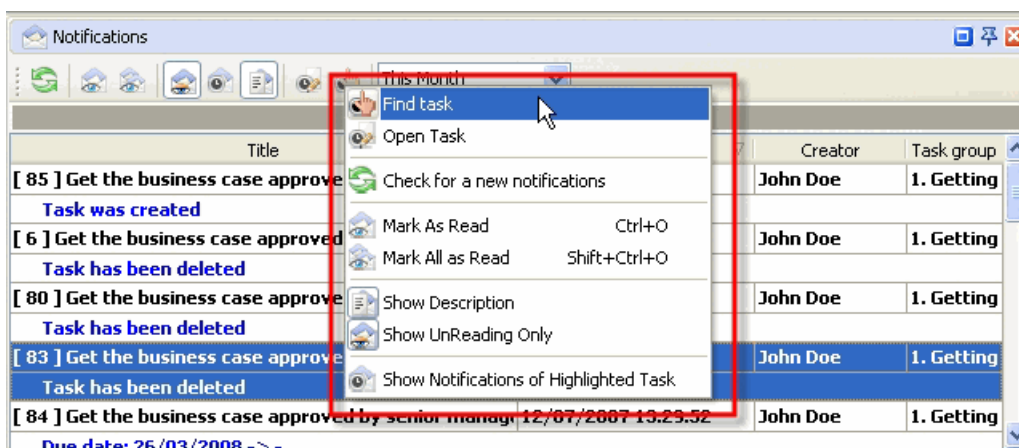 Notifications
This Month
Title Creator Task group
[ 85 ] Get the business case approve John Doe 1. Getting
Task was created
[ 6 ] Get the business case approved John Doe 1. Getting
Task has been deleted
[ 80 ] Get the business case approve John Doe 1. Getting
Task has been deleted
[ 83 ] Get the business case approve John Doe 1. Getting
Task has been deleted
[ 84 ] Get the business case approved by senior manag 12/07/2007 13.29.52 John Doe 1. Getting
Due date: 26/03/2008 -> -
Find task
Open Task
Check for a new notifications
Mark As Read Ctrl+O
Mark All as Read Shift+Ctrl+O
Show Description
Show UnReading Only
Show Notifications of Highlighted Task